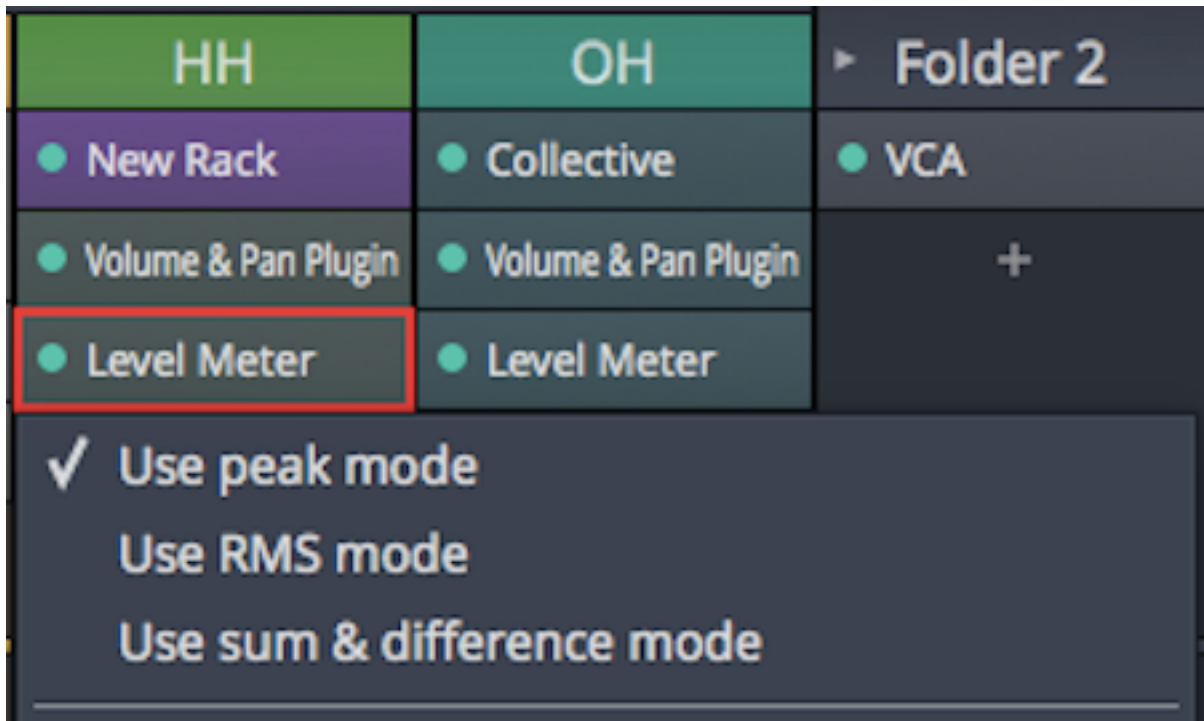 HH OH Folder 2
New Rack Collective VCA
Volume & Pan Plugin Volume & Pan Plugin +
Level Meter Level Meter
✓ Use peak mode
Use RMS mode
Use sum & difference mode